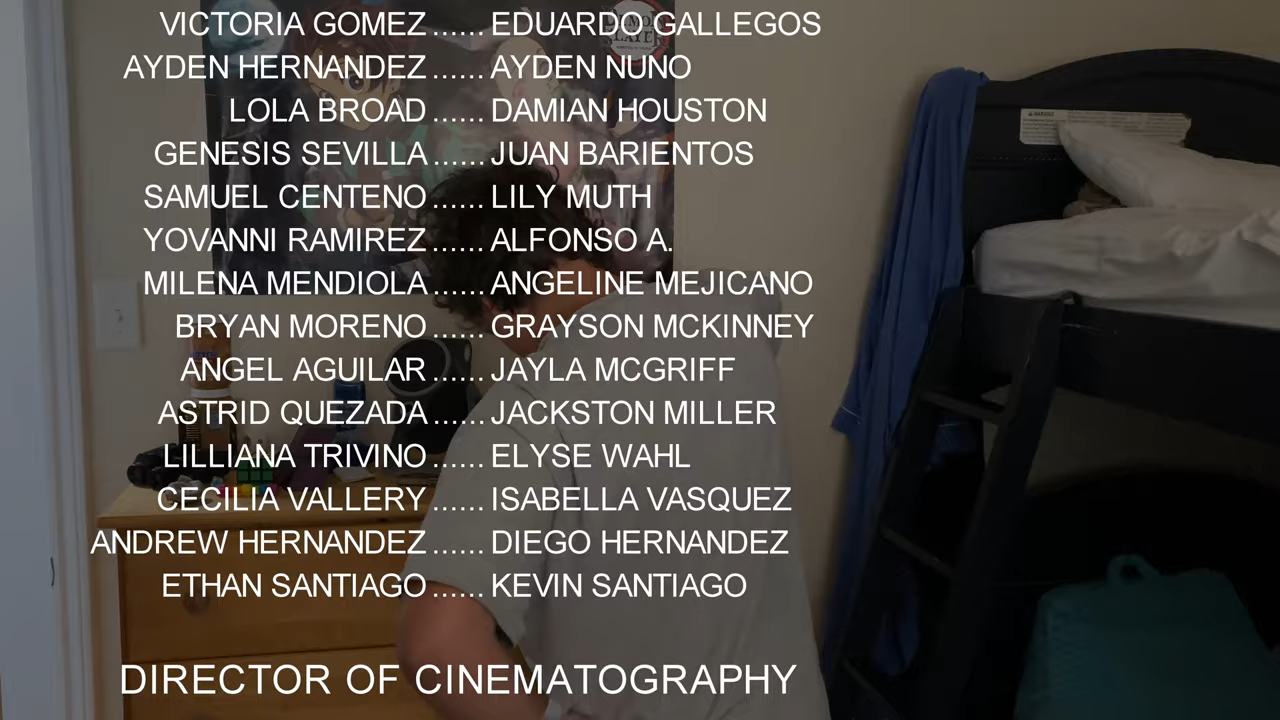 VICTORIA GOMEZ ...... EDUARDO GALLEGOS
AYDEN HERNANDEZ ...... AYDEN NUNO
LOLA BROAD ...... DAMIAN HOUSTON
GENESIS SEVILLA ...... JUAN BARIENTOS
SAMUEL CENTENO ...... LILY MUTH
YOVANNI RAMIREZ ...... ALFONSO A.
MILENA MENDIOLA ...... ANGELINE MEJICANO
BRYAN MORENO ...... GRAYSON MCKINNEY
ANGEL AGUILAR ...... JAYLA MCGRIFF
ASTRID QUEZADA ...... JACKSTON MILLER
LILLIANA TRIVINO ...... ELYSE WAHL
CECILIA VALLERY ...... ISABELLA VASQUEZ
ANDREW HERNANDEZ ...... DIEGO HERNANDEZ
ETHAN SANTIAGO ...... KEVIN SANTIAGO
DIRECTOR OF CINEMATOGRAPHY